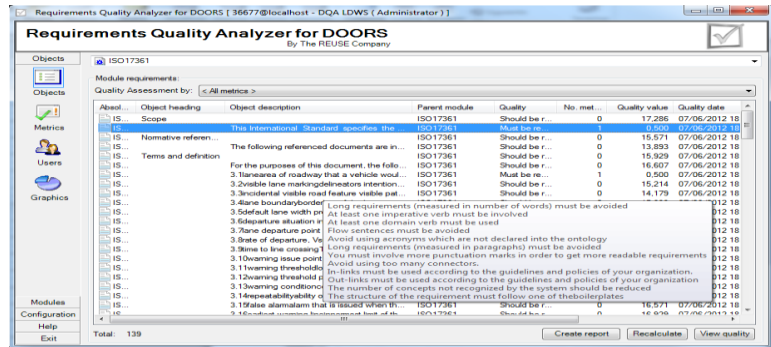 Requirements Quality Analyzer for DOORS [ 36677@localhost - DQA LDWS ( Administrator ) ]
Requirements Quality Analyzer for DOORS
By The REUSE Company
Objects
Objects
Metrics
Users
Graphics
Modules
Configuration
Help
Exit
ISO17361
Module requirements:
Quality Assessment by: < All metrics >
Absol... Object heading Object description Parent module Quality No. met... Quality value Quality date
IS... Scope ISO17361 Should be r... 0 17,286 07/06/2012 18
IS... This International Standard specifies the ... ISO17361 Must be re... 1 0,500 07/06/2012 18
IS... Normative referen... ISO17361 Should be r... 0 15,571 07/06/2012 18
IS... The following referenced documents are in... ISO17361 Should be r... 0 13,893 07/06/2012 18
IS... Terms and definition ISO17361 Should be r... 0 15,929 07/06/2012 18
IS... For the purposes of this document, the follo... ISO17361 Should be r... 0 16,607 07/06/2012 18
IS... 3.1lanearea of roadway that a vehicle woul... ISO17361 Must be re... 1 0,500 07/06/2012 18
IS... 3.2visible lane markingdelineators intention... ISO17361 Should be r... 0 15,214 07/06/2012 18
IS... 3.3incidental visible road feature visible pat... ISO17361 Should be r... 0 14,179 07/06/2012 18
IS... 3.4lane boundaryborder
IS... 3.5default lane width pr
IS... 3.6departure situation in
IS... 3.7lane departure point
IS... 3.8rate of departure, Ve
IS... 3.9time to line crossingT
IS... 3.10warning issue point
IS... 3.11warning thresholdlo
IS... 3.12warning threshold p
IS... 3.13warning conditionc
IS... 3.14repeatabilityability o
IS... 3.15false alarmalarm that is issued when th... ISO17361 Should be r... 0 16,571 07/06/2012 18
Long requirements (measured in number of words) must be avoided
At least one imperative verb must be involved
At least one domain verb must be used
Flow sentences must be avoided
Avoid using acronyms which are not declared into the ontology
Long requirements (measured in paragraphs) must be avoided
You must involve more punctuation marks in order to get more readable requirements
Avoid using too many connectors.
In-links must be used according to the guidelines and policies of your organization.
Out-links must be used according to the guidelines and policies of your organization
The number of concepts not recognized by the system should be reduced
The structure of the requirement must follow one of theboilerplates
Total: 139
Create report Recalculate View quality